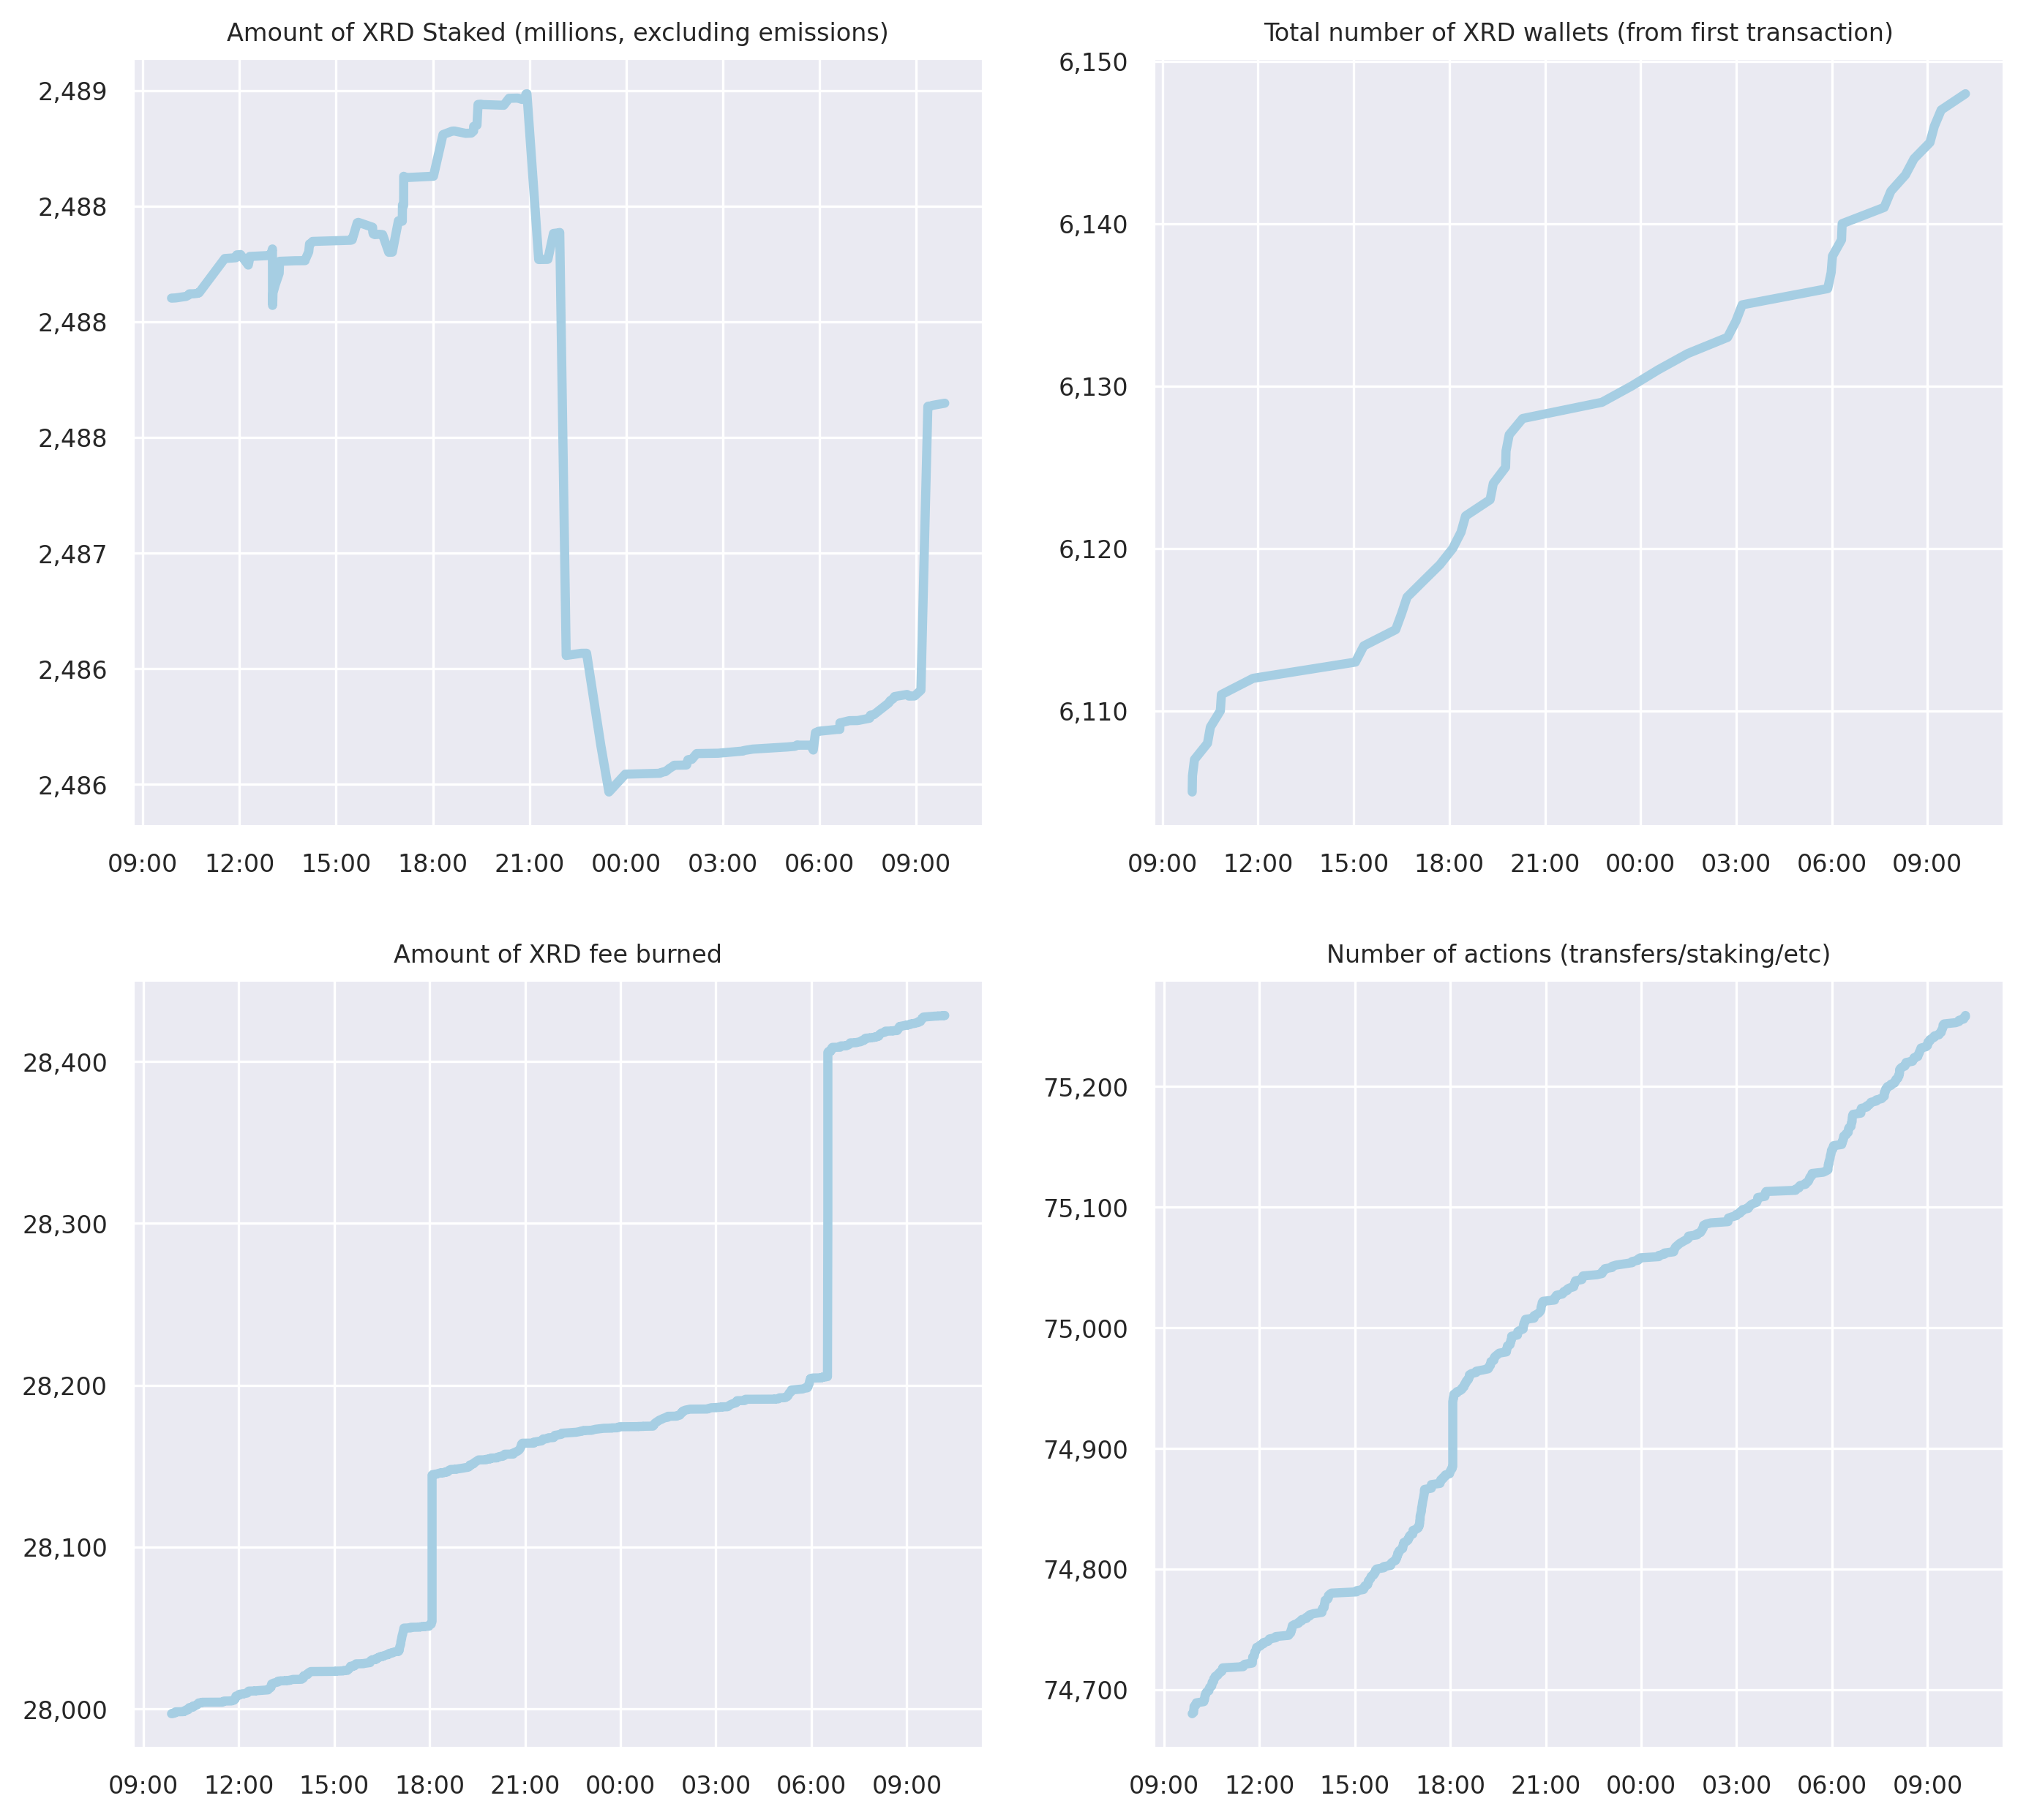 Amount of XRD Staked (millions, excluding emissions)
2,489
2,488
2,488
2,488
2,487
2,486
2,486
09:00 12:00 15:00 18:00 21:00 00:00 03:00 06:00 09:00
Total number of XRD wallets (from first transaction)
6,150
6,140
6,130
6,120
6,110
09:00 12:00 15:00 18:00 21:00 00:00 03:00 06:00 09:00
Amount of XRD fee burned
28,400
28,300
28,200
28,100
28,000
09:00 12:00 15:00 18:00 21:00 00:00 03:00 06:00 09:00
Number of actions (transfers/staking/etc)
75,200
75,100
75,000
74,900
74,800
74,700
09:00 12:00 15:00 18:00 21:00 00:00 03:00 06:00 09:00